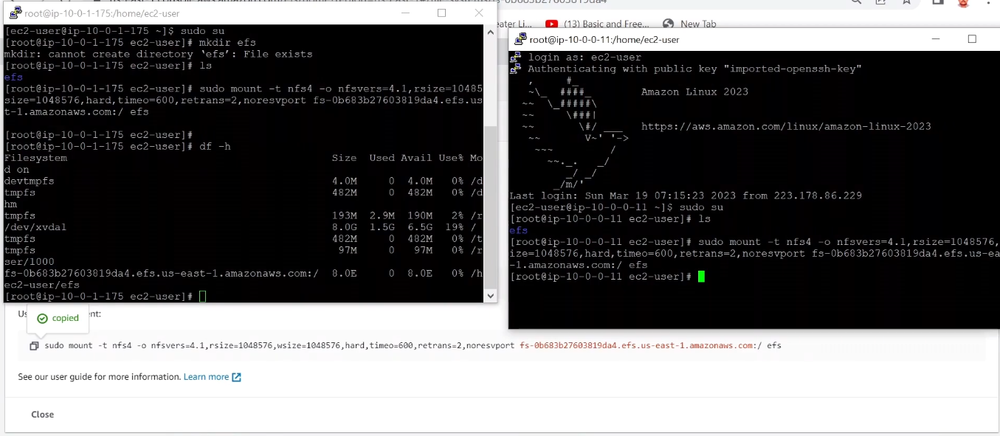 root@ip-10-0-1-175:/home/ec2-user
[ec2-user@ip-10-0-1-175 ~]$ sudo su
[root@ip-10-0-1-175 ec2-user]# mkdir efs
mkdir: cannot create directory ‘efs’: File exists
[root@ip-10-0-1-175 ec2-user]# ls
efs
[root@ip-10-0-1-175 ec2-user]# sudo mount -t nfs4 -o nfsvers=4.1,rsize=10485
size=1048576,hard,timeo=600,retrans=2,noresvport fs-0b683b27603819da4.efs.us
t-1.amazonaws.com:/ efs
[root@ip-10-0-1-175 ec2-user]#
[root@ip-10-0-1-175 ec2-user]# df -h
Filesystem Size Used Avail Use% Mo
d on
devtmpfs 4.0M 0 4.0M 0% /d
tmpfs 482M 0 482M 0% /d
hm
tmpfs 193M 2.9M 190M 2% /r
/dev/xvda1 8.0G 1.5G 6.5G 19% /
tmpfs 482M 0 482M 0% /t
tmpfs 97M 0 97M 0% /r
ser/1000
fs-0b683b27603819da4.efs.us-east-1.amazonaws.com:/ 8.0E 0 8.0E 0% /h
ec2-user/efs
[root@ip-10-0-1-175 ec2-user]#
(13) Basic and Free...
New Tab
root@ip-10-0-0-11:/home/ec2-user
login as: ec2-user
Authenticating with public key "imported-openssh-key"
Amazon Linux 2023
https://aws.amazon.com/linux/amazon-linux-2023
Last login: Sun Mar 19 07:15:23 2023 from 223.178.86.229
[ec2-user@ip-10-0-0-11 ~]$ sudo su
[root@ip-10-0-0-11 ec2-user]# ls
efs
[root@ip-10-0-0-11 ec2-user]# sudo mount -t nfs4 -o nfsvers=4.1,rsize=1048576,
ize=1048576,hard,timeo=600,retrans=2,noresvport fs-0b683b27603819da4.efs.us-ea
-1.amazonaws.com:/ efs
[root@ip-10-0-0-11 ec2-user]#
copied
sudo mount -t nfs4 -o nfsvers=4.1,rsize=1048576,wsize=1048576,hard,timeo=600,retrans=2,noresvport fs-0b683b27603819da4.efs.us-east-1.amazonaws.com:/ efs
See our user guide for more information. Learn more
Close